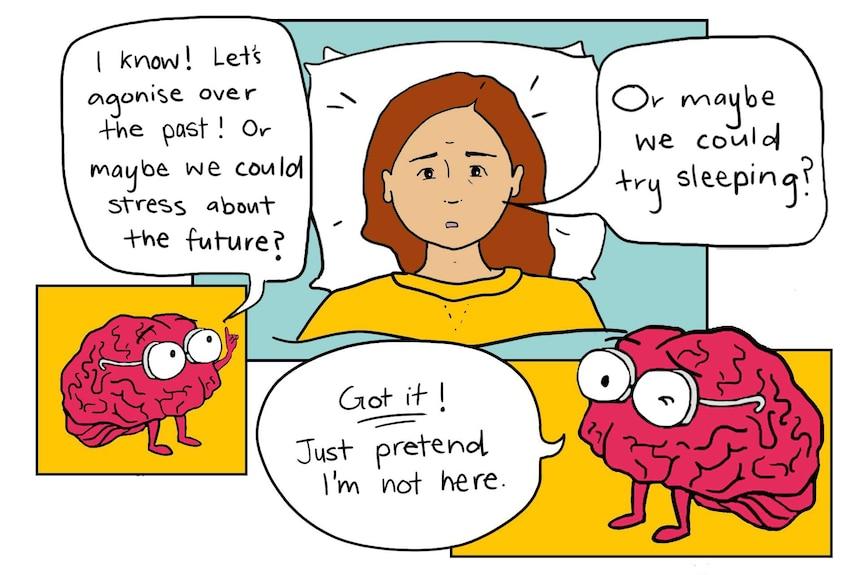 I know! Let's
agonise over
the past! Or
maybe we could
stress about
the future?
Or maybe
we could
try sleeping?
Got it!
Just pretend
I'm not here.